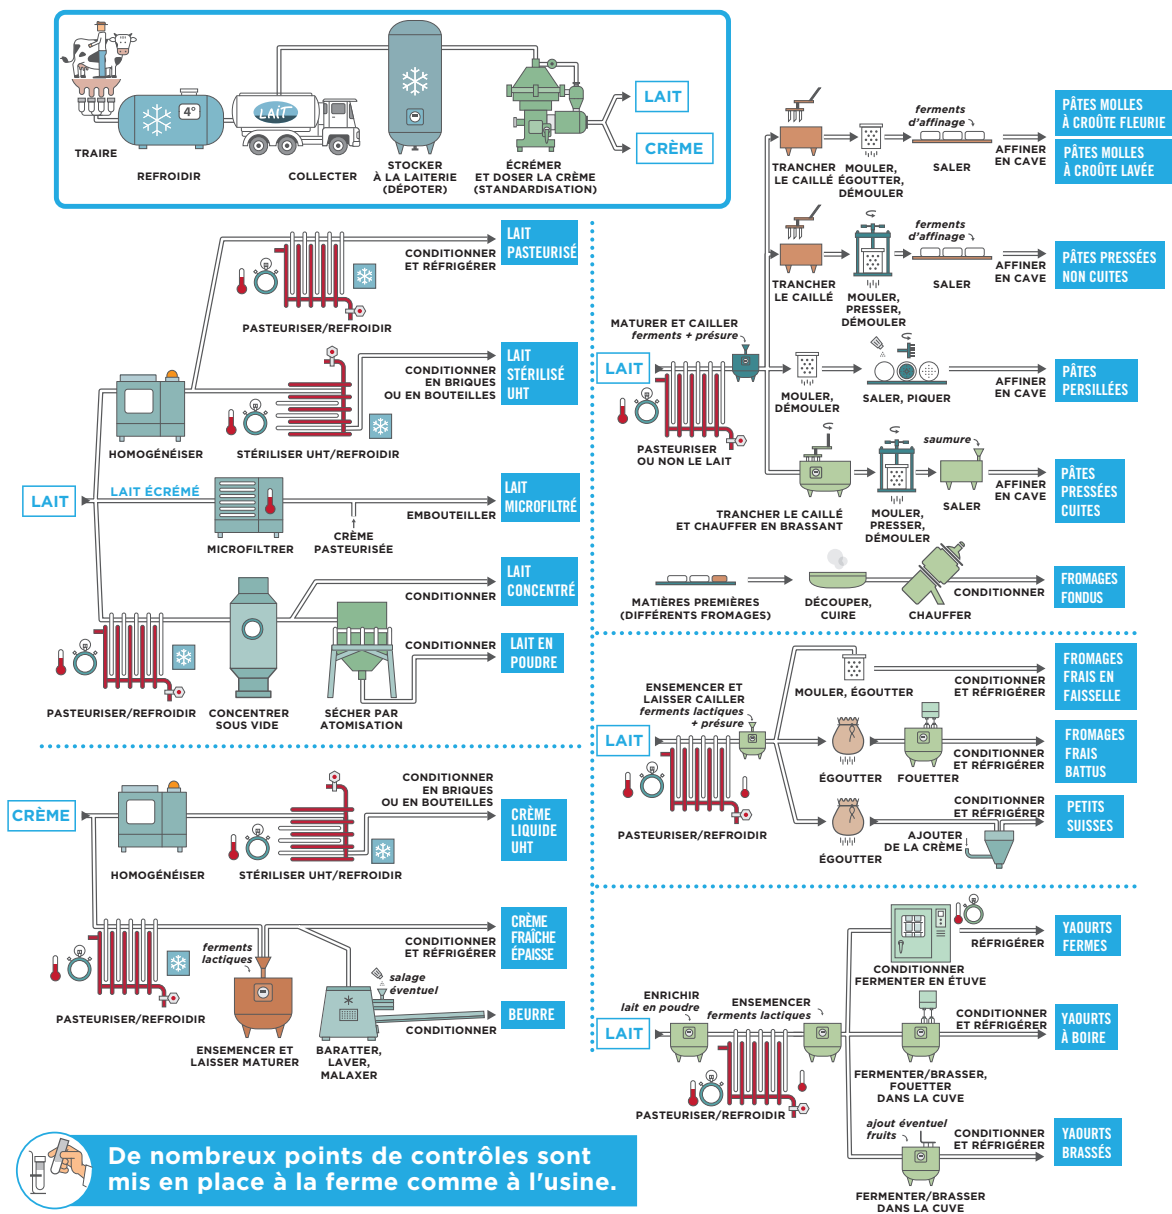 TRAIRE
4°
REFROIDIR
LAIT
COLLECTER
STOCKER
À LA LAITERIE
(DÉPOTER)
ÉCRÉMER
ET DOSER LA CRÈME
(STANDARDISATION)
LAIT
CRÈME
LAIT
LAIT ÉCRÉMÉ
HOMOGÉNÉISER
PASTEURISER/REFROIDIR
CONDITIONNER
ET RÉFRIGÉRER
LAIT
PASTEURISÉ
STÉRILISER UHT/REFROIDIR
CONDITIONNER
EN BRIQUES
OU EN BOUTEILLES
LAIT
STÉRILISÉ
UHT
MICROFILTRER
CRÈME
PASTEURISÉE
EMBOUTEILLER
LAIT
MICROFILTRÉ
PASTEURISER/REFROIDIR
CONCENTRER
SOUS VIDE
CONDITIONNER
LAIT
CONCENTRÉ
SÉCHER PAR
ATOMISATION
CONDITIONNER
LAIT EN
POUDRE
CRÈME
HOMOGÉNÉISER
STÉRILISER UHT/REFROIDIR
CONDITIONNER
EN BRIQUES
OU EN BOUTEILLES
CRÈME
LIQUIDE
UHT
PASTEURISER/REFROIDIR
ferments
lactiques
ENSEMENCER ET
LAISSER MATURER
CONDITIONNER
ET RÉFRIGÉRER
CRÈME
FRAÎCHE
ÉPAISSE
salage
éventuel
BARATTER,
LAVER,
MALAXER
CONDITIONNER
BEURRE
LAIT
MATURER ET CAILLER
ferments + présure
PASTEURISER
OU NON LE LAIT
TRANCHER
LE CAILLÉ
MOULER,
ÉGOUTTER,
DÉMOULER
ferments
d'affinage
SALER
AFFINER
EN CAVE
PÂTES MOLLES
À CROÛTE FLEURIE
PÂTES MOLLES
À CROÛTE LAVÉE
TRANCHER
LE CAILLÉ
MOULER,
PRESSER,
DÉMOULER
ferments
d'affinage
SALER
AFFINER
EN CAVE
PÂTES PRESSÉES
NON CUITES
MOULER,
DÉMOULER
SALER, PIQUER
AFFINER
EN CAVE
PÂTES
PERSILLÉES
TRANCHER LE CAILLÉ
ET CHAUFFER EN BRASSANT
MOULER,
PRESSER,
DÉMOULER
saumure
SALER
AFFINER
EN CAVE
PÂTES
PRESSÉES
CUITES
MATIÈRES PREMIÈRES
(DIFFÉRENTS FROMAGES)
DÉCOUPER,
CUIRE
CHAUFFER
CONDITIONNER
FROMAGES
FONDUS
LAIT
ENSEMENCER ET
LAISSER CAILLER
ferments lactiques
+ présure
PASTEURISER/REFROIDIR
MOULER, ÉGOUTTER
CONDITIONNER
ET RÉFRIGÉRER
FROMAGES
FRAIS EN
FAISSELLE
ÉGOUTTER
FOUETTER
CONDITIONNER
ET RÉFRIGÉRER
FROMAGES
FRAIS
BATTUS
ÉGOUTTER
AJOUTER
DE LA CRÈME
CONDITIONNER
ET RÉFRIGÉRER
PETITS
SUISSES
LAIT
ENRICHIR
lait en poudre
PASTEURISER/REFROIDIR
ENSEMENCER
ferments lactiques
CONDITIONNER
FERMENTER EN ÉTUVE
RÉFRIGÉRER
YAOURTS
FERMES
FERMENTER/BRASSER,
FOUETTER
DANS LA CUVE
CONDITIONNER
ET RÉFRIGÉRER
YAOURTS
À BOIRE
ajout éventuel
fruits
FERMENTER/BRASSER
DANS LA CUVE
CONDITIONNER
ET RÉFRIGÉRER
YAOURTS
BRASSÉS
De nombreux points de contrôles sont
mis en place à la ferme comme à l'usine.